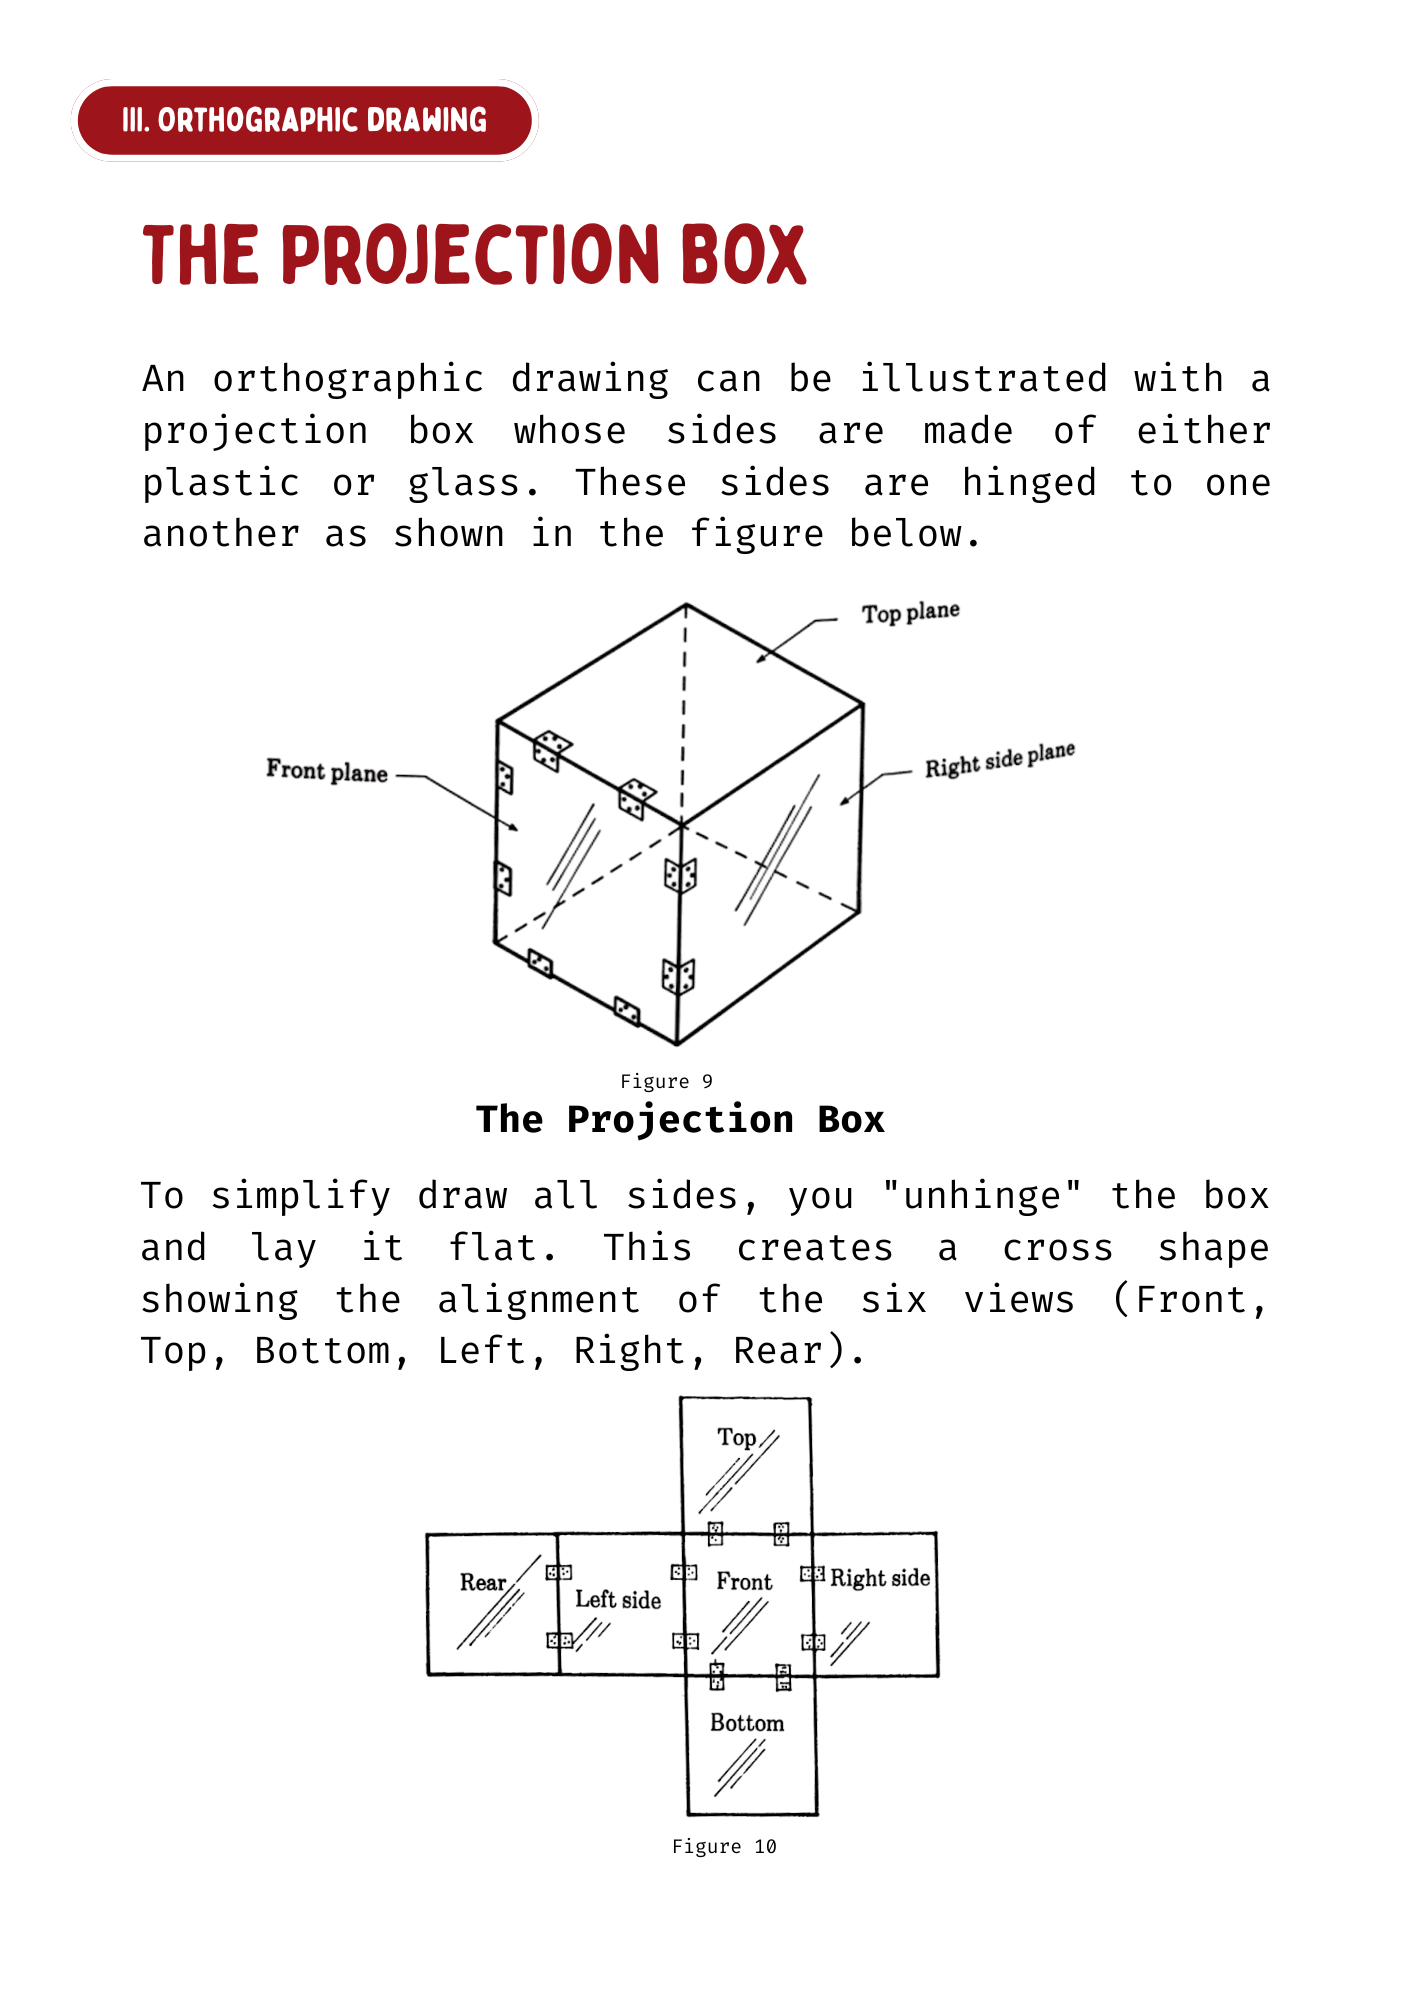 III. ORTHOGRAPHIC DRAWING
THE PROJECTION BOX
An orthographic drawing can be illustrated with a
projection box whose sides are made of either
plastic or glass. These sides are hinged to one
another as shown in the figure below.
Top plane
Right side plane
Front plane
Figure 9
The Projection Box
To simplify draw all sides, you "unhinge" the box
and lay it flat. This creates a cross shape
showing the alignment of the six views (Front,
Top, Bottom, Left, Right, Rear).
Top
Rear
Left side
Front
Right side
Bottom
Figure 10